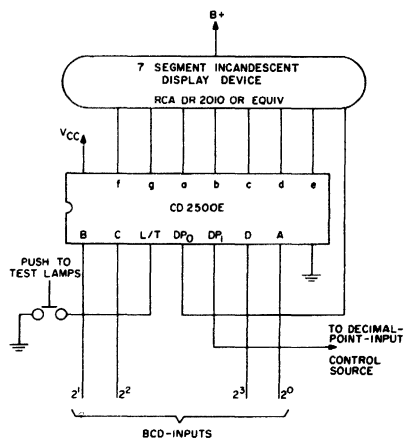 B+
7 SEGMENT INCANDESCENT
DISPLAY DEVICE
RCA DR 2010 OR EQUIV
VCC
f g a b c d e
CD 2500E
B C L/T DP0 DP1 D A
PUSH TO
TEST LAMPS
TO DECIMAL-
POINT-INPUT
CONTROL
SOURCE
2¹ 2² 2³ 2⁰
BCD-INPUTS